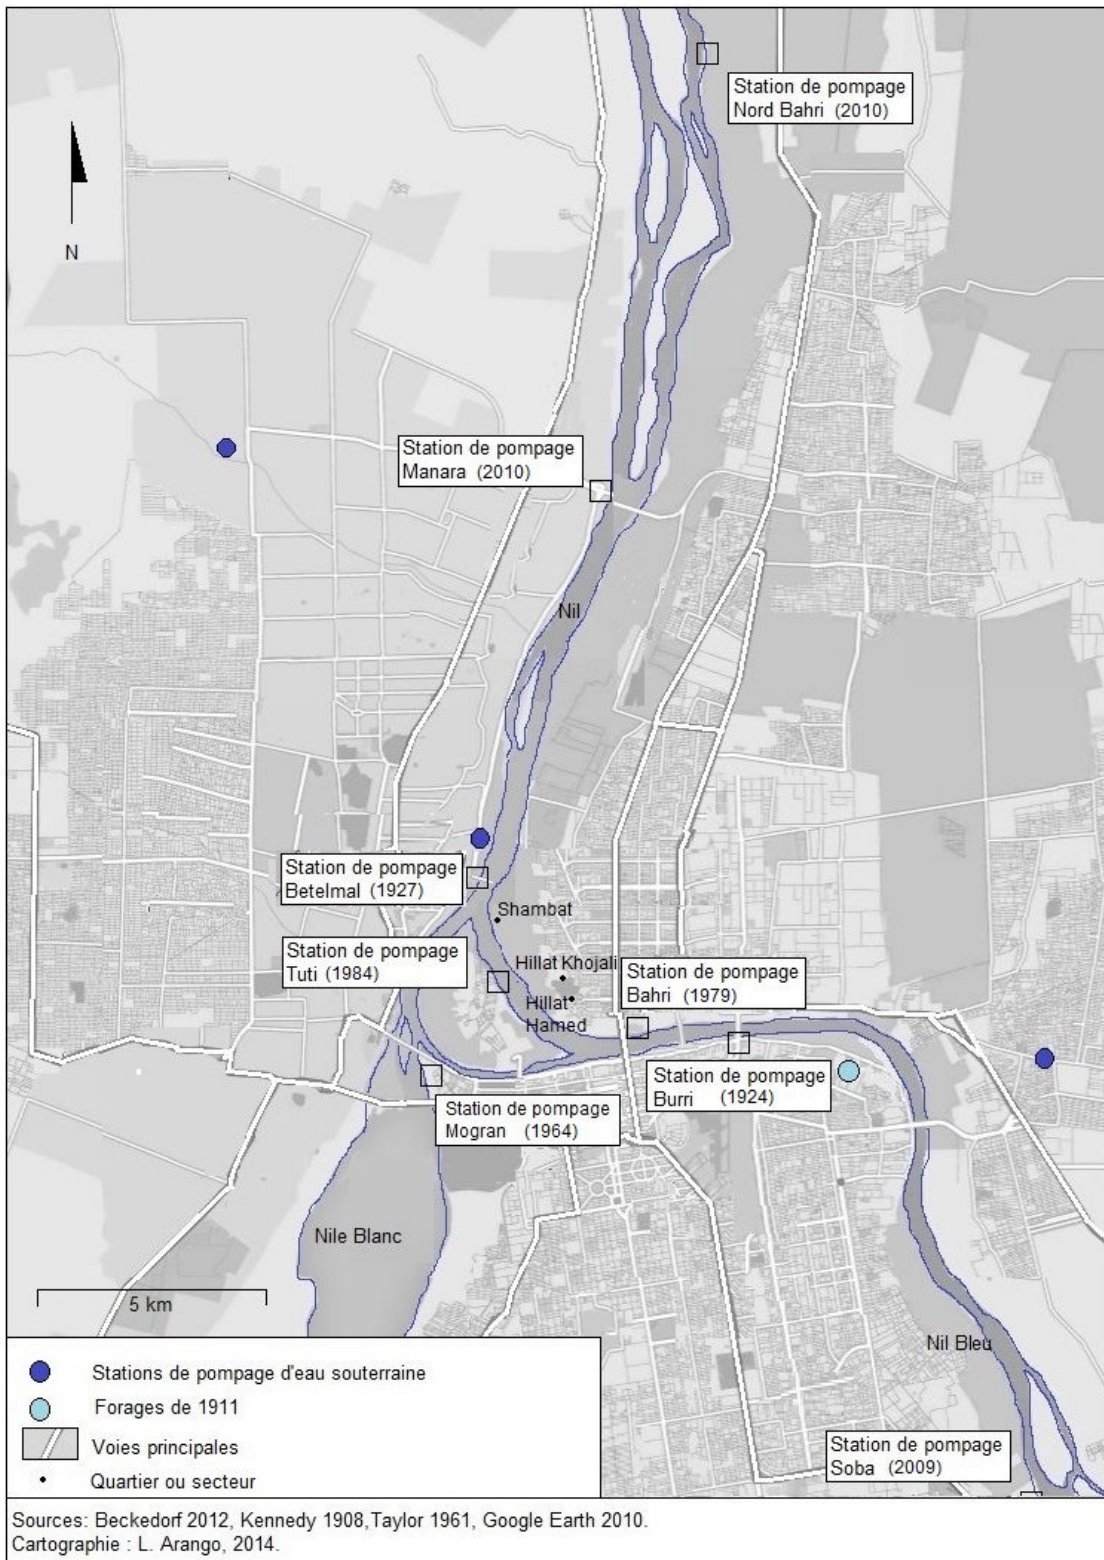 Station de pompage
Nord Bahri (2010)
N
Station de pompage
Manara (2010)
Nil
Station de pompage
Betelmal (1927)
Shambat
Station de pompage
Tuti (1984)
Hillat Khojali
Station de pompage
Bahri (1979)
Hillat
Hamed
Station de pompage
Burri (1924)
Station de pompage
Mogran (1964)
Nile Blanc
5 km
Nil Bleu
Station de pompage
Soba (2009)
Stations de pompage d'eau souterraine
Forages de 1911
Voies principales
Quartier ou secteur
Sources: Beckedorf 2012, Kennedy 1908,Taylor 1961, Google Earth 2010.
Cartographie : L. Arango, 2014.